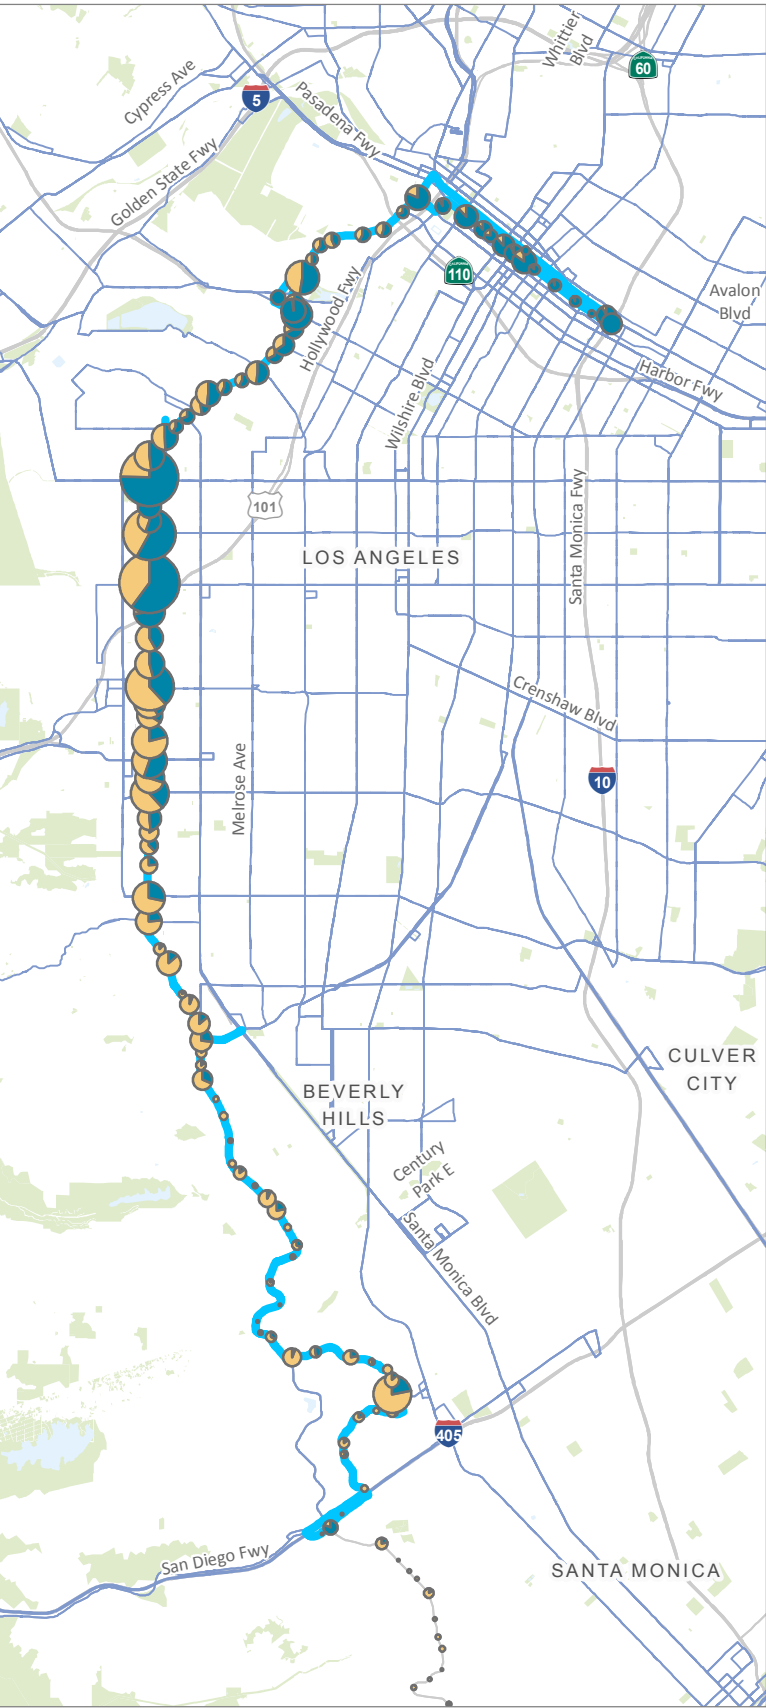 Whittier
Blvd
60
Cypress Ave
5
Pasadena Fwy
Golden State Fwy
CALIFORNIA
110
Avalon
Blvd
Hollywood Fwy
Harbor Fwy
Wilshire Blvd
101
Santa Monica Fwy
LOS ANGELES
Crenshaw Blvd
Melrose Ave
10
CULVER
CITY
BEVERLY
HILLS
Century
Park E
Santa Monica Blvd
405
San Diego Fwy
SANTA MONICA